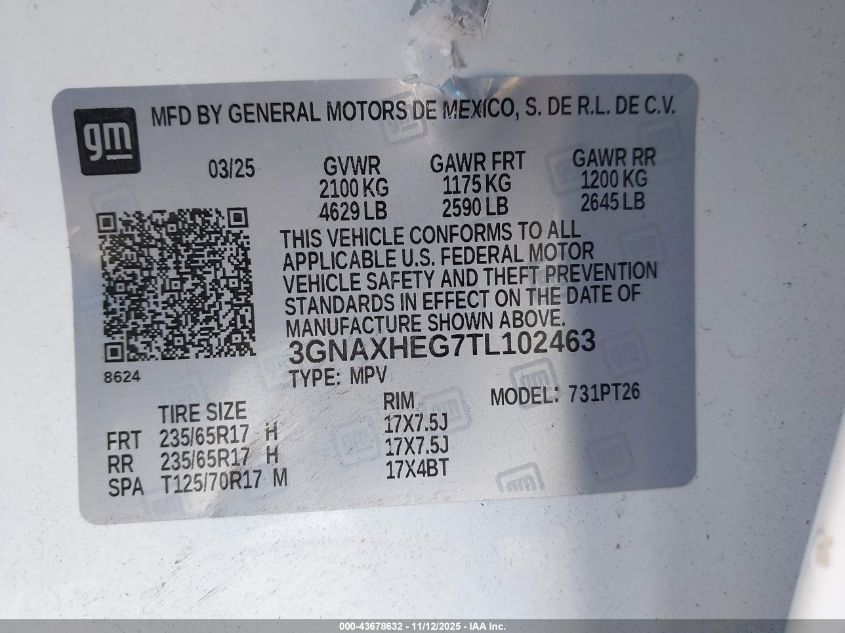 gm
MFD BY GENERAL MOTORS DE MEXICO, S. DE R.L. DE C.V.
03/25 GVWR GAWR FRT GAWR RR
2100 KG 1175 KG 1200 KG
4629 LB 2590 LB 2645 LB
THIS VEHICLE CONFORMS TO ALL
APPLICABLE U.S. FEDERAL MOTOR
VEHICLE SAFETY AND THEFT PREVENTION
STANDARDS IN EFFECT ON THE DATE OF
MANUFACTURE SHOWN ABOVE.
3GNAXHEG7TL102463
8624
TYPE: MPV MODEL: 731PT26
TIRE SIZE RIM
FRT 235/65R17 H 17X7.5J
RR 235/65R17 H 17X7.5J
SPA T125/70R17 M 17X4BT
000-43678632 - 11/12/2025 - IAA Inc.